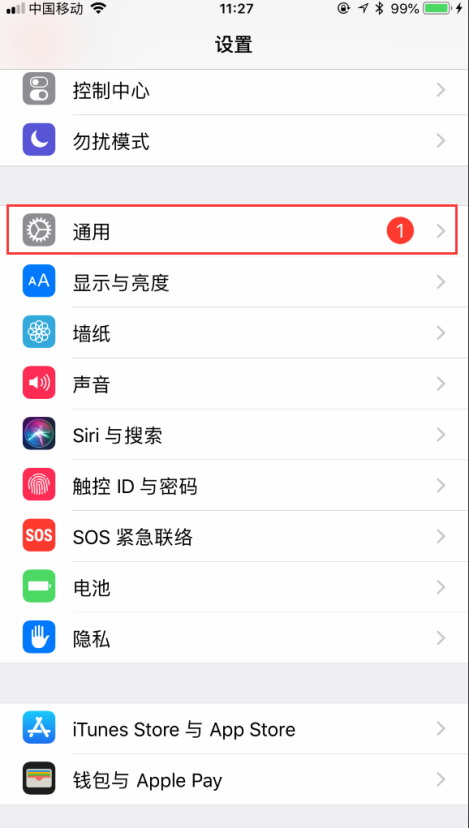 中国移动 11:27 99%
设置
控制中心
勿扰模式
通用 1
AA 显示与亮度
墙纸
声音
Siri 与搜索
触控 ID 与密码
SOS SOS 紧急联络
电池
隐私
iTunes Store 与 App Store
钱包与 Apple Pay